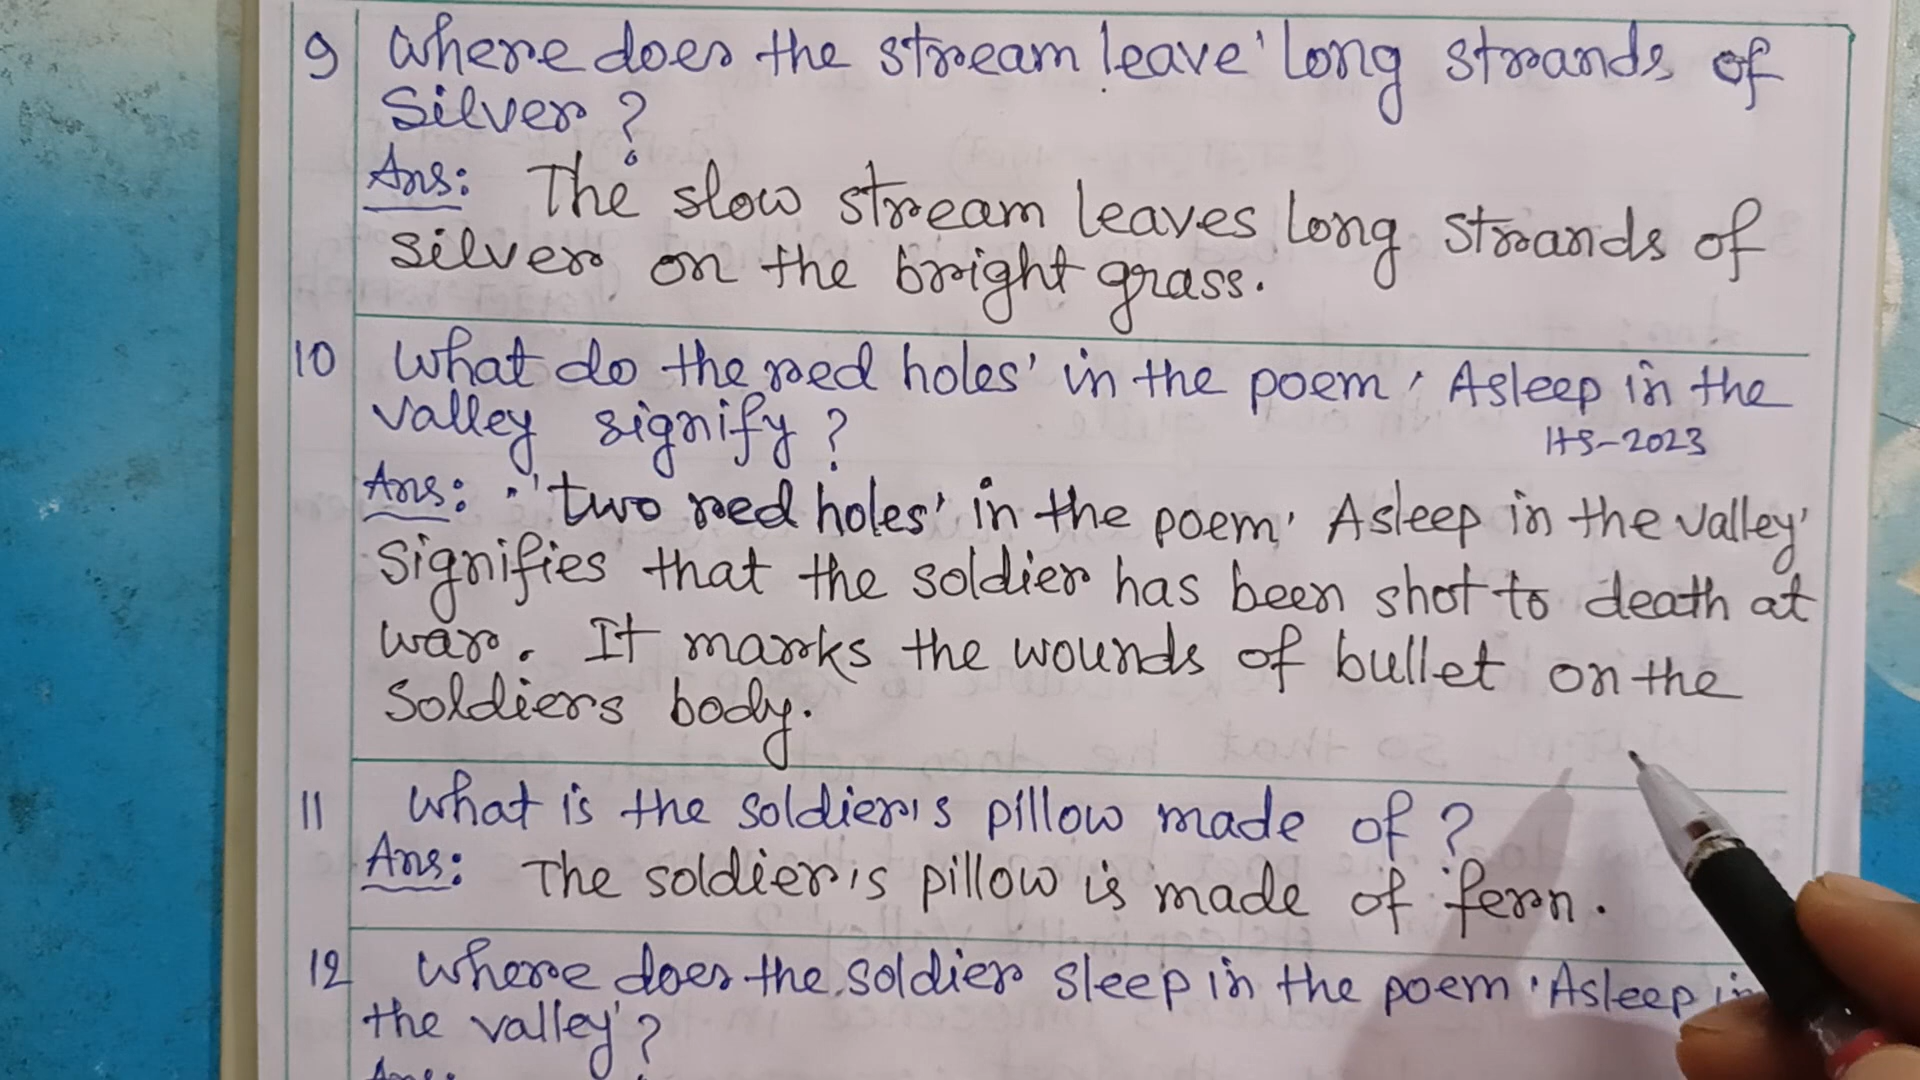 9 Where does the stream leave 'long strands of
Silver?
Ans: The slow stream leaves long strands of
silver on the bright grass.
10 What do the red holes' in the poem 'Asleep in the
valley signify?
HS-2023
Ans: 'two red holes' in the poem 'Asleep in the valley'
Signifies that the soldier has been shot to death at
war. It marks the wounds of bullet on the
Soldiers body.
11 What is the soldier's pillow made of?
Ans: The soldier's pillow is made of fern.
12 Where does the soldier sleep in the poem 'Asleep in
the valley'?
Ans: